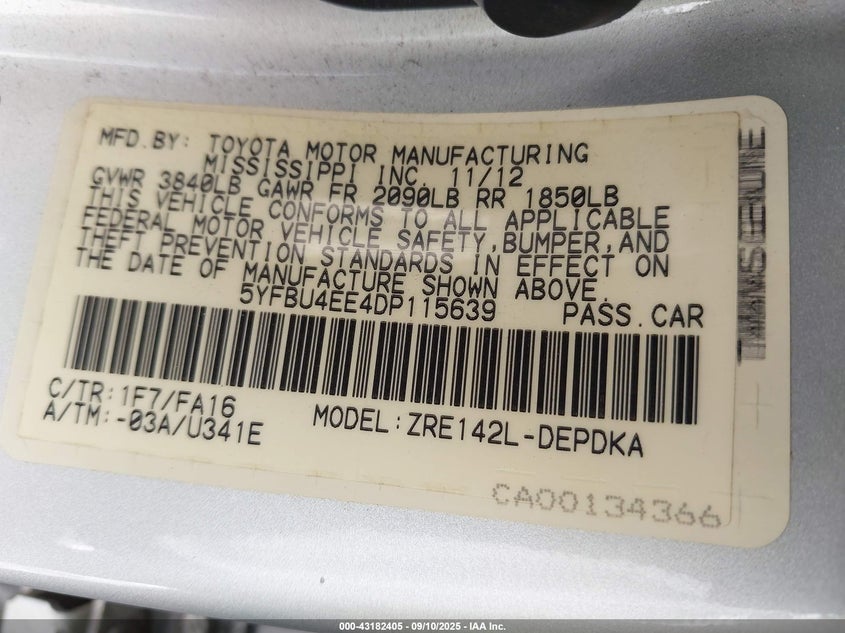 MFD.BY: TOYOTA MOTOR MANUFACTURING
MISSISSIPPI INC. 11/12
GVWR 3840LB GAWR FR 2090LB RR 1850LB
THIS VEHICLE CONFORMS TO ALL APPLICABLE
FEDERAL MOTOR VEHICLE SAFETY,BUMPER,AND
THEFT PREVENTION STANDARDS IN EFFECT ON
THE DATE OF MANUFACTURE SHOWN ABOVE.
5YFBU4EE4DP115639 PASS.CAR
C/TR:1F7/FA16
A/TM:-03A/U341E
MODEL:ZRE142L-DEPDKA
CA00134366
000-43182405 - 09/10/2025 - IAA Inc.